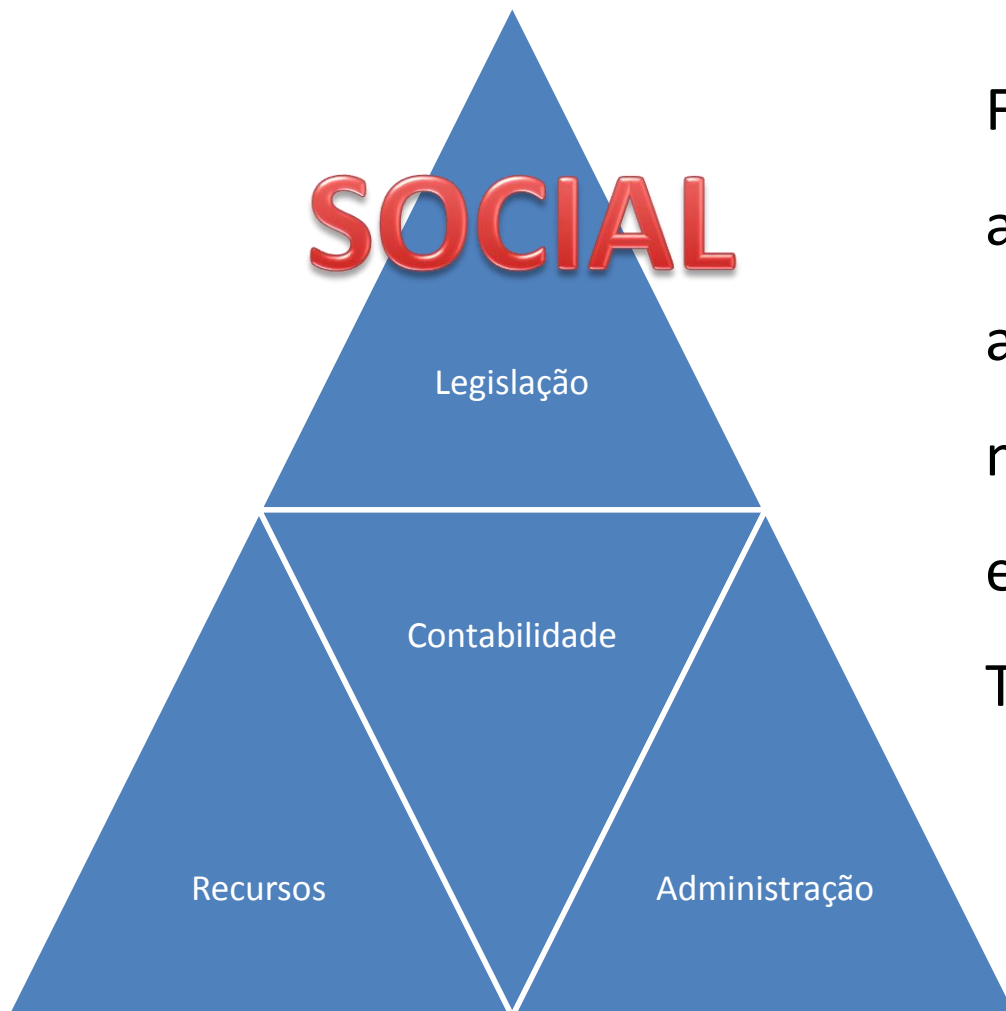 SOCIAL
Legislação
Contabilidade
Recursos
Administração